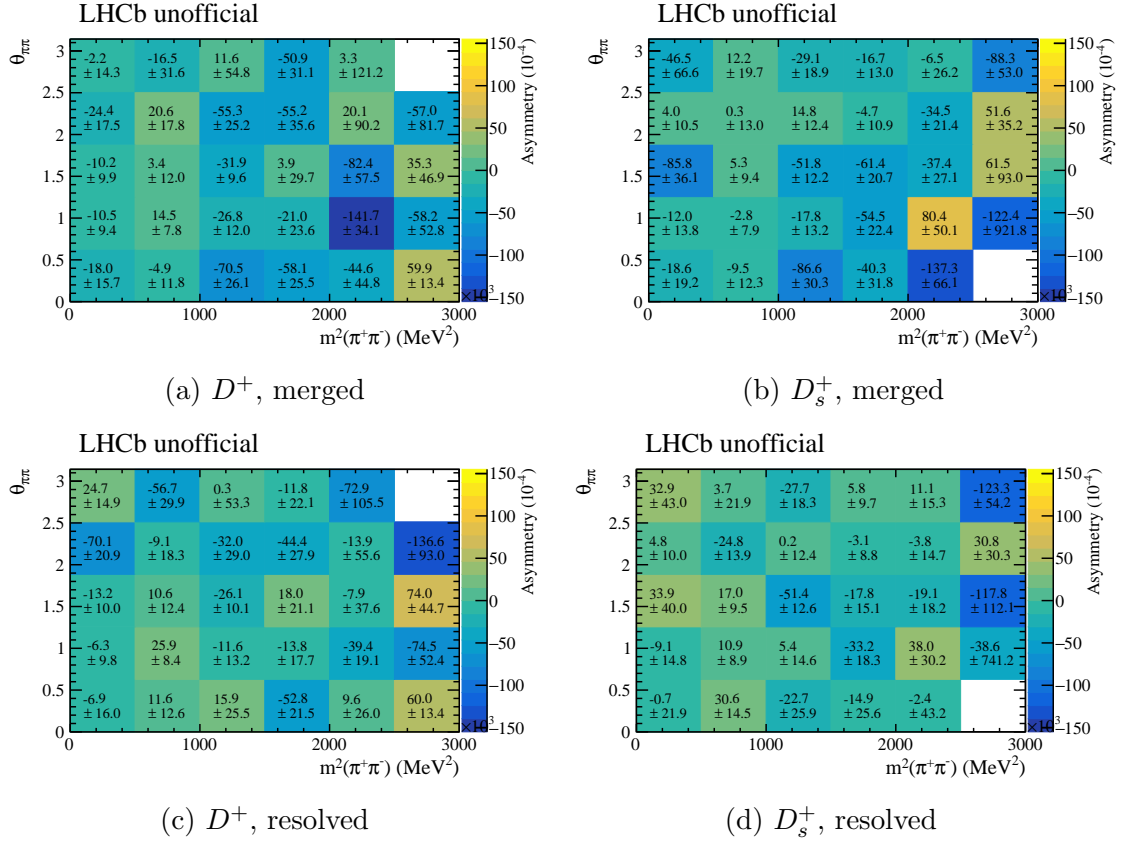 LHCb unofficial
-2.2 -16.5 11.6 -50.9 3.3
± 14.3 ± 31.6 ± 54.8 ± 31.1 ± 121.2
-24.4 20.6 -55.3 -55.2 20.1 -57.0
± 17.5 ± 17.8 ± 25.2 ± 35.6 ± 90.2 ± 81.7
-10.2 3.4 -31.9 3.9 -82.4 35.3
± 9.9 ± 12.0 ± 9.6 ± 29.7 ± 57.5 ± 46.9
-10.5 14.5 -26.8 -21.0 -141.7 -58.2
± 9.4 ± 7.8 ± 12.0 ± 23.6 ± 34.1 ± 52.8
-18.0 -4.9 -70.5 -58.1 -44.6 59.9
± 15.7 ± 11.8 ± 26.1 ± 25.5 ± 44.8 ± 13.4
θππ
3
2.5
2
1.5
1
0.5
0
0 1000 2000 3000
m²(π⁺π⁻) (MeV²)
150
100
50
0
−50
−100
−150
×10³
Asymmetry (10⁻⁴)
(a) D⁺, merged
LHCb unofficial
-46.5 12.2 -29.1 -16.7 -6.5 -88.3
± 66.6 ± 19.7 ± 18.9 ± 13.0 ± 26.2 ± 53.0
4.0 0.3 14.8 -4.7 -34.5 51.6
± 10.5 ± 13.0 ± 12.4 ± 10.9 ± 21.4 ± 35.2
-85.8 5.3 -51.8 -61.4 -37.4 61.5
± 36.1 ± 9.4 ± 12.2 ± 20.7 ± 27.1 ± 93.0
-12.0 -2.8 -17.8 -54.5 80.4 -122.4
± 13.8 ± 7.9 ± 13.2 ± 22.4 ± 50.1 ± 921.8
-18.6 -9.5 -86.6 -40.3 -137.3
± 19.2 ± 12.3 ± 30.3 ± 31.8 ± 66.1
θππ
3
2.5
2
1.5
1
0.5
0
0 1000 2000 3000
m²(π⁺π⁻) (MeV²)
150
100
50
0
−50
−100
−150
×10³
Asymmetry (10⁻⁴)
(b) Dₛ⁺, merged
LHCb unofficial
24.7 -56.7 0.3 -11.8 -72.9
± 14.9 ± 29.9 ± 53.3 ± 22.1 ± 105.5
-70.1 -9.1 -32.0 -44.4 -13.9 -136.6
± 20.9 ± 18.3 ± 29.0 ± 27.9 ± 55.6 ± 93.0
-13.2 10.6 -26.1 18.0 -7.9 74.0
± 10.0 ± 12.4 ± 10.1 ± 21.1 ± 37.6 ± 44.7
-6.3 25.9 -11.6 -13.8 -39.4 -74.5
± 9.8 ± 8.4 ± 13.2 ± 17.7 ± 19.1 ± 52.4
-6.9 11.6 15.9 -52.8 9.6 60.0
± 16.0 ± 12.6 ± 25.5 ± 21.5 ± 26.0 ± 13.4
θππ
3
2.5
2
1.5
1
0.5
0
0 1000 2000 3000
m²(π⁺π⁻) (MeV²)
150
100
50
0
−50
−100
−150
×10³
Asymmetry (10⁻⁴)
(c) D⁺, resolved
LHCb unofficial
32.9 3.7 -27.7 5.8 11.1 -123.3
± 43.0 ± 21.9 ± 18.3 ± 9.7 ± 15.3 ± 54.2
4.8 -24.8 0.2 -3.1 -3.8 30.8
± 10.0 ± 13.9 ± 12.4 ± 8.8 ± 14.7 ± 30.3
33.9 17.0 -51.4 -17.8 -19.1 -117.8
± 40.0 ± 9.5 ± 12.6 ± 15.1 ± 18.2 ± 112.1
-9.1 10.9 5.4 -33.2 38.0 -38.6
± 14.8 ± 8.9 ± 14.6 ± 18.3 ± 30.2 ± 741.2
-0.7 30.6 -22.7 -14.9 -2.4
± 21.9 ± 14.5 ± 25.9 ± 25.6 ± 43.2
θππ
3
2.5
2
1.5
1
0.5
0
0 1000 2000 3000
m²(π⁺π⁻) (MeV²)
150
100
50
0
−50
−100
−150
×10³
Asymmetry (10⁻⁴)
(d) Dₛ⁺, resolved